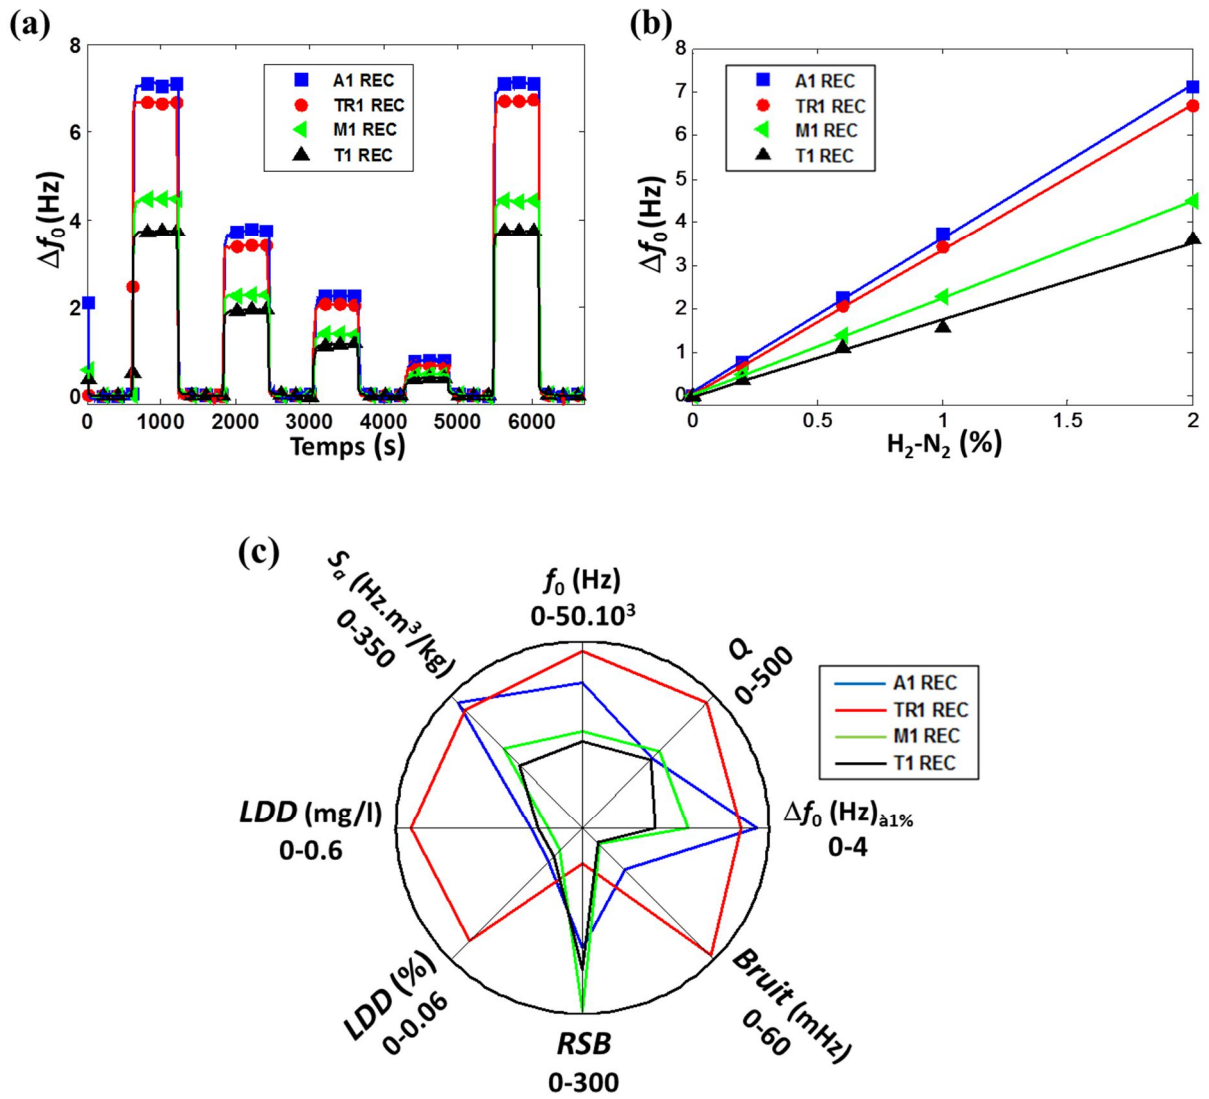 (a)
8
6
4
2
0
Δf₀ (Hz)
A1 REC
TR1 REC
M1 REC
T1 REC
0 1000 2000 3000 4000 5000 6000
Temps (s)
(b)
8
7
6
5
4
3
2
1
0
Δf₀ (Hz)
A1 REC
TR1 REC
M1 REC
T1 REC
0 0.5 1 1.5 2
H₂-N₂ (%)
(c)
f₀ (Hz)
0-50.10³
Q
0-500
Δf₀ (Hz)à1%
0-4
Bruit (mHz)
0-60
RSB
0-300
LDD (%)
0-0.06
LDD (mg/l)
0-0.6
Sₐ (Hz.m³/kg)
0-350
A1 REC
TR1 REC
M1 REC
T1 REC